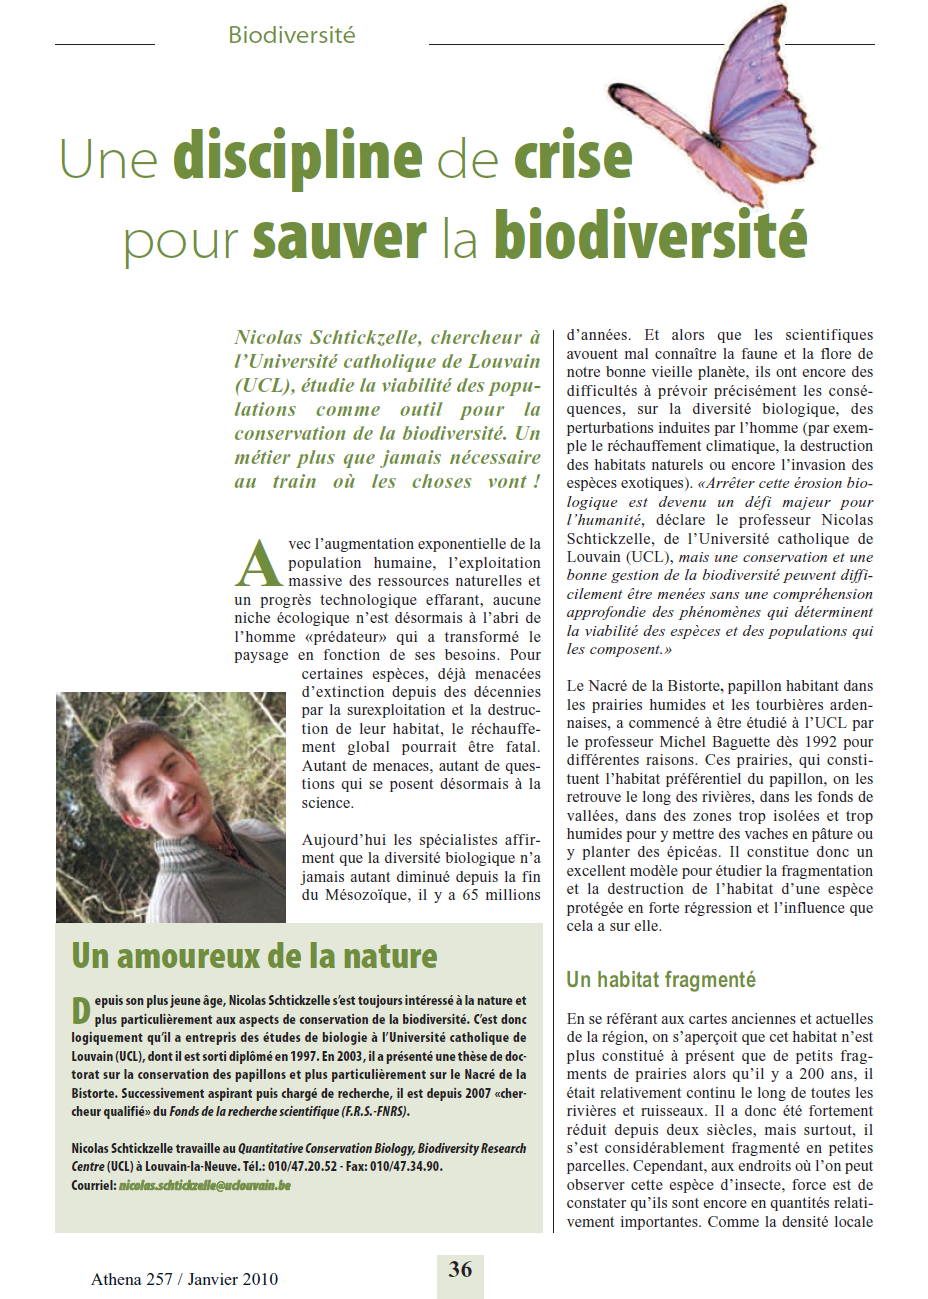 Biodiversité
Une discipline de crise
pour sauver la biodiversité
Nicolas Schtickzelle, chercheur à
l’Université catholique de Louvain
(UCL), étudie la viabilité des popu-
lations comme outil pour la
conservation de la biodiversité. Un
métier plus que jamais nécessaire
au train où les choses vont !
Avec l’augmentation exponentielle de la
population humaine, l’exploitation
massive des ressources naturelles et
un progrès technologique effarant, aucune
niche écologique n’est désormais à l’abri de
l’homme «prédateur» qui a transformé le
paysage en fonction de ses besoins. Pour
certaines espèces, déjà menacées
d’extinction depuis des décennies
par la surexploitation et la destruc-
tion de leur habitat, le réchauffe-
ment global pourrait être fatal.
Autant de menaces, autant de ques-
tions qui se posent désormais à la
science.
Aujourd’hui les spécialistes affir-
ment que la diversité biologique n’a
jamais autant diminué depuis la fin
du Mésozoïque, il y a 65 millions
d’années. Et alors que les scientifiques
avouent mal connaître la faune et la flore de
notre bonne vieille planète, ils ont encore des
difficultés à prévoir précisément les consé-
quences, sur la diversité biologique, des
perturbations induites par l’homme (par exem-
ple le réchauffement climatique, la destruction
des habitats naturels ou encore l’invasion des
espèces exotiques). «Arrêter cette érosion bio-
logique est devenu un défi majeur pour
l’humanité, déclare le professeur Nicolas
Schtickzelle, de l’Université catholique de
Louvain (UCL), mais une conservation et une
bonne gestion de la biodiversité peuvent diffi-
cilement être menées sans une compréhension
approfondie des phénomènes qui déterminent
la viabilité des espèces et des populations qui
les composent.»
Le Nacré de la Bistorte, papillon habitant dans
les prairies humides et les tourbières arden-
naises, a commencé à être étudié à l’UCL par
le professeur Michel Baguette dès 1992 pour
différentes raisons. Ces prairies, qui consti-
tuent l’habitat préférentiel du papillon, on les
retrouve le long des rivières, dans les fonds de
vallées, dans des zones trop isolées et trop
humides pour y mettre des vaches en pâture ou
y planter des épicéas. Il constitue donc un
excellent modèle pour étudier la fragmentation
et la destruction de l’habitat d’une espèce
protégée en forte régression et l’influence que
cela a sur elle.
Un habitat fragmenté
En se référant aux cartes anciennes et actuelles
de la région, on s’aperçoit que cet habitat n’est
plus constitué à présent que de petits frag-
ments de prairies alors qu’il y a 200 ans, il
était relativement continu le long de toutes les
rivières et ruisseaux. Il a donc été fortement
réduit depuis deux siècles, mais surtout, il
s’est considérablement fragmenté en petites
parcelles. Cependant, aux endroits où l’on peut
observer cette espèce d’insecte, force est de
constater qu’ils sont encore en quantités relati-
vement importantes. Comme la densité locale
Un amoureux de la nature
Depuis son plus jeune âge, Nicolas Schtickzelle s’est toujours intéressé à la nature et
plus particulièrement aux aspects de conservation de la biodiversité. C’est donc
logiquement qu’il a entrepris des études de biologie à l’Université catholique de
Louvain (UCL), dont il est sorti diplômé en 1997. En 2003, il a présenté une thèse de doc-
torat sur la conservation des papillons et plus particulièrement sur le Nacré de la
Bistorte. Successivement aspirant puis chargé de recherche, il est depuis 2007 «cher-
cheur qualifié» du Fonds de la recherche scientifique (F.R.S.-FNRS).
Nicolas Schtickzelle travaille au Quantitative Conservation Biology, Biodiversity Research
Centre (UCL) à Louvain-la-Neuve. Tél.: 010/47.20.52 - Fax: 010/47.34.90.
Courriel: nicolas.schtickzelle@uclouvain.be
Athena 257 / Janvier 2010
36